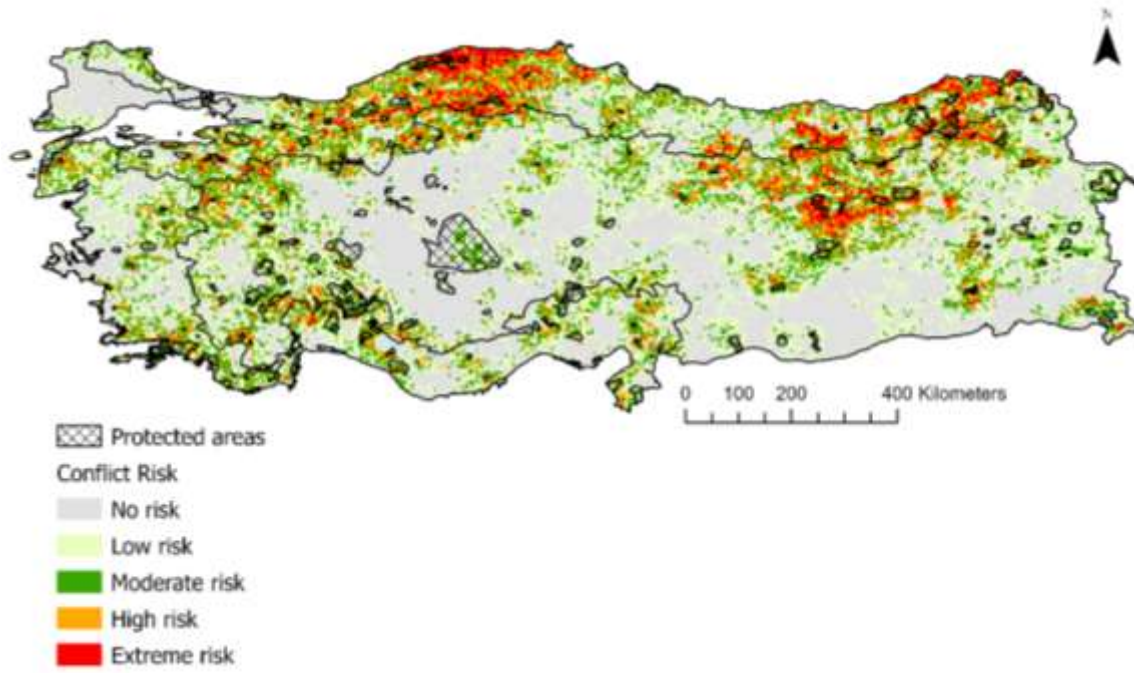 N
0 100 200 400 Kilometers
Protected areas
Conflict Risk
No risk
Low risk
Moderate risk
High risk
Extreme risk